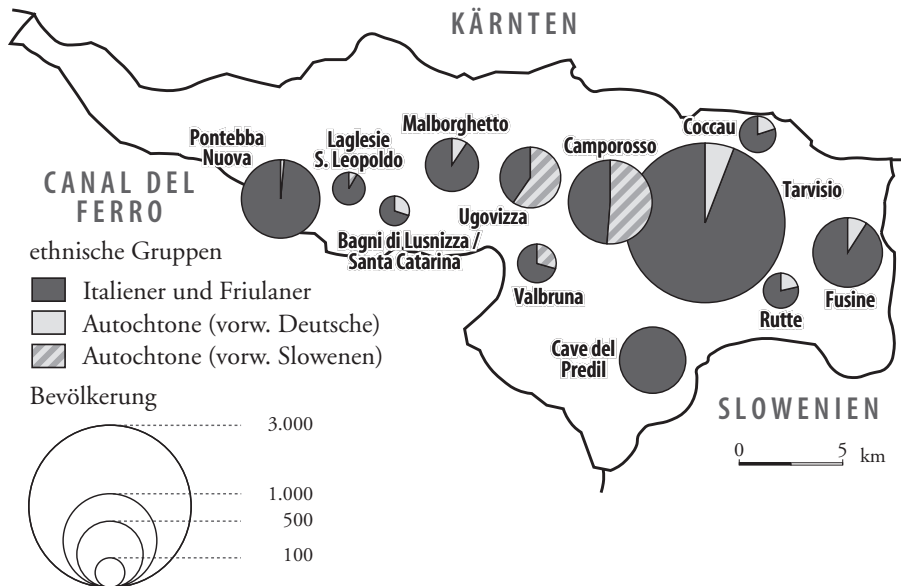 KÄRNTEN
Pontebba
Nuova
Laglesie
S. Leopoldo
Malborghetto
Camporosso
Coccau
Tarvisio
CANAL DEL
FERRO
Ugovizza
Bagni di Lusnizza /
Santa Catarina
Valbruna
Rutte
Fusine
Cave del
Predil
SLOWENIEN
0 5 km
ethnische Gruppen
Italiener und Friulaner
Autochtone (vorw. Deutsche)
Autochtone (vorw. Slowenen)
Bevölkerung
3.000
1.000
500
100